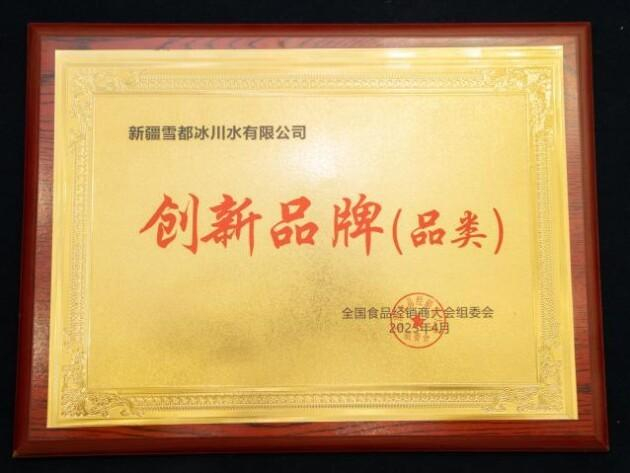 新疆雪都冰川水有限公司
创新品牌(品类)
全国食品经销商大会组委会
2023年4月